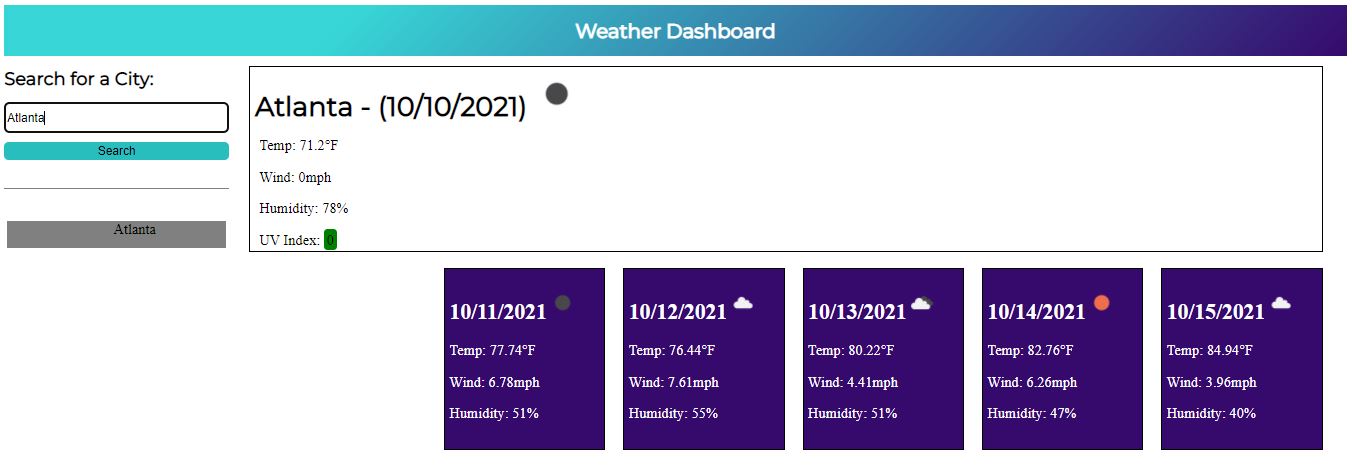 Weather Dashboard
Search for a City:
Atlanta
Search
Atlanta
Atlanta - (10/10/2021)
Temp: 71.2°F
Wind: 0mph
Humidity: 78%
UV Index: 0
10/11/2021
Temp: 77.74°F
Wind: 6.78mph
Humidity: 51%
10/12/2021
Temp: 76.44°F
Wind: 7.61mph
Humidity: 55%
10/13/2021
Temp: 80.22°F
Wind: 4.41mph
Humidity: 51%
10/14/2021
Temp: 82.76°F
Wind: 6.26mph
Humidity: 47%
10/15/2021
Temp: 84.94°F
Wind: 3.96mph
Humidity: 40%